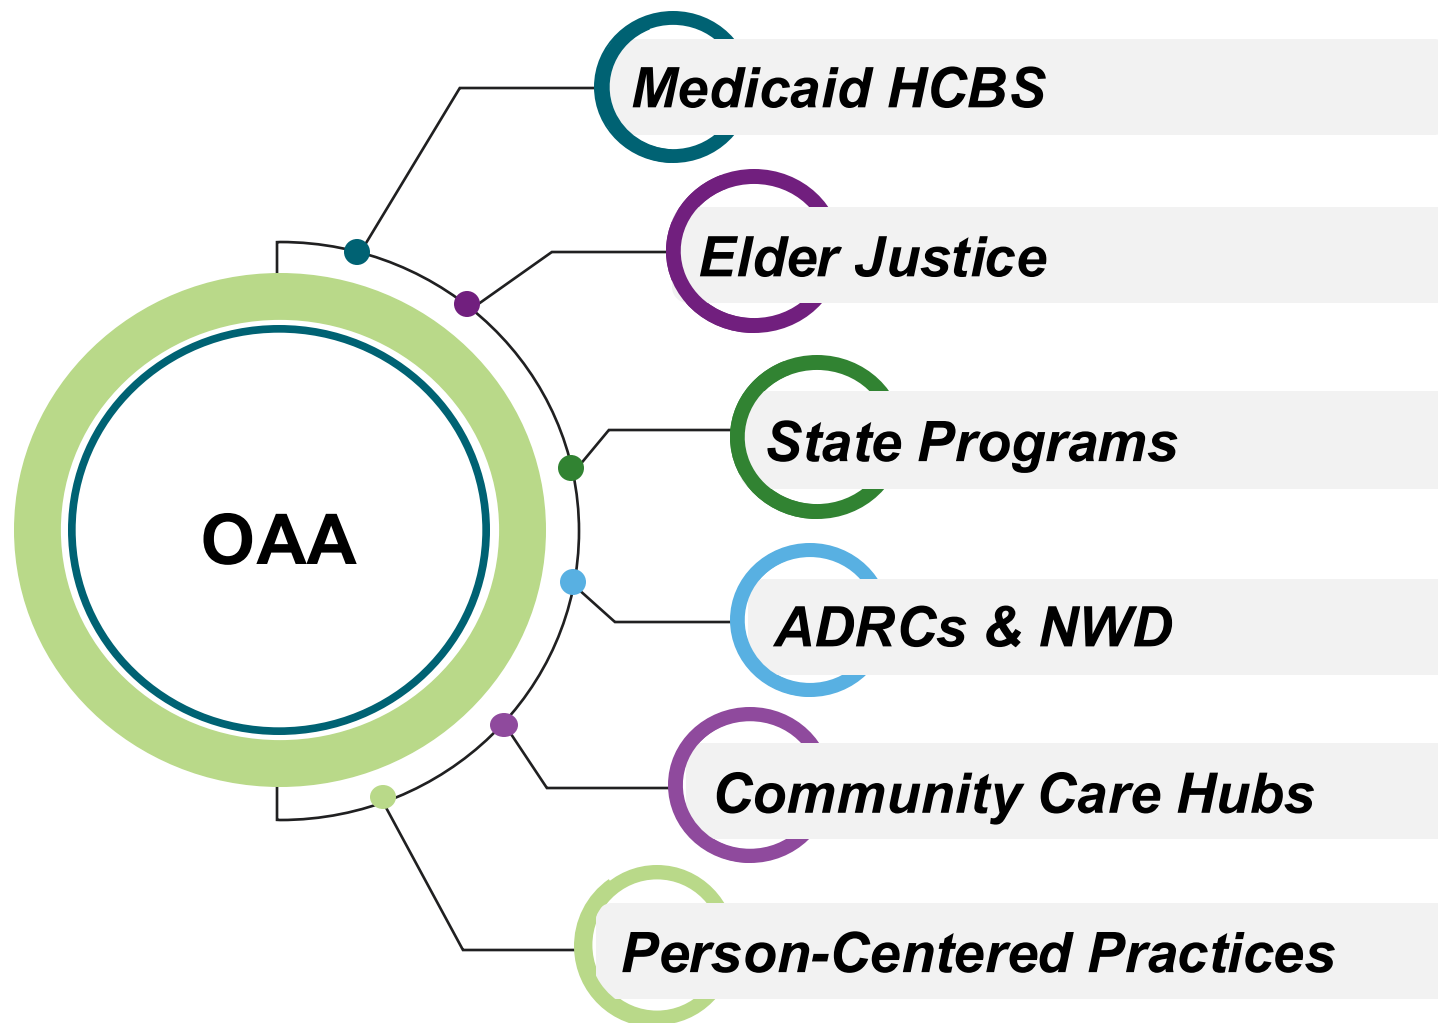 Medicaid HCBS
Elder Justice
State Programs
OAA
ADRCs & NWD
Community Care Hubs
Person-Centered Practices